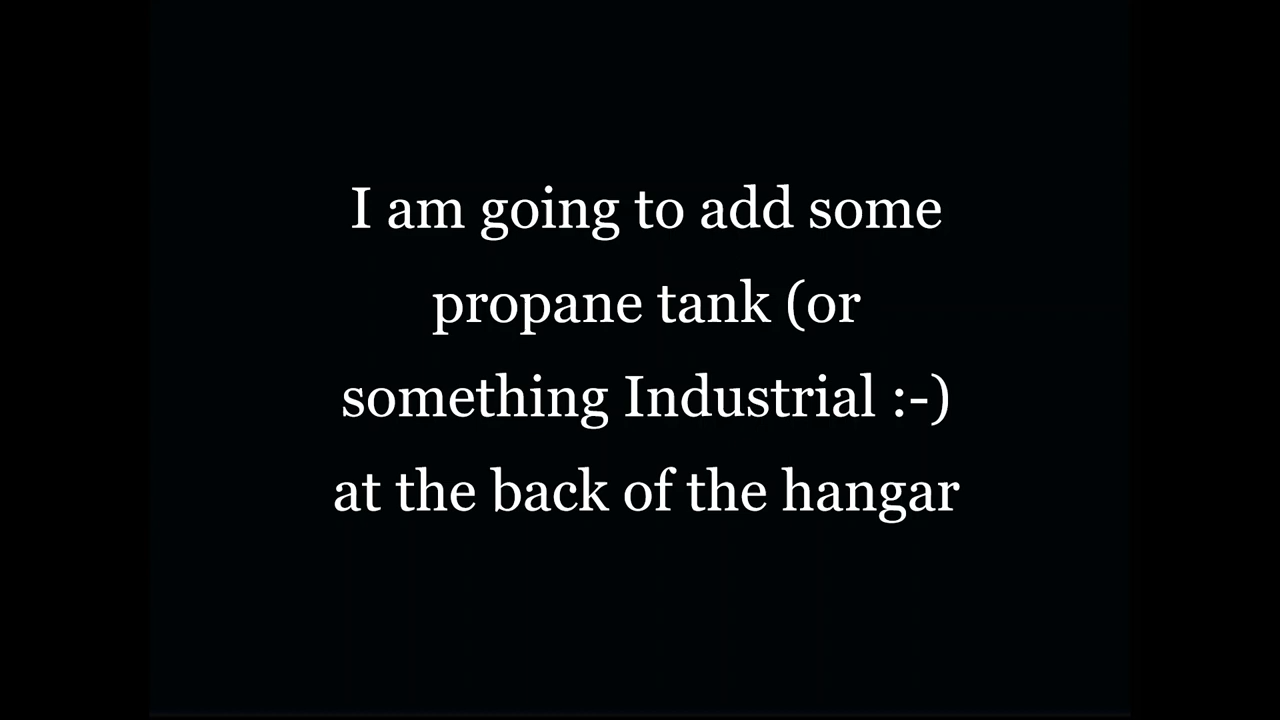 I am going to add some
propane tank (or
something Industrial :-)
at the back of the hangar